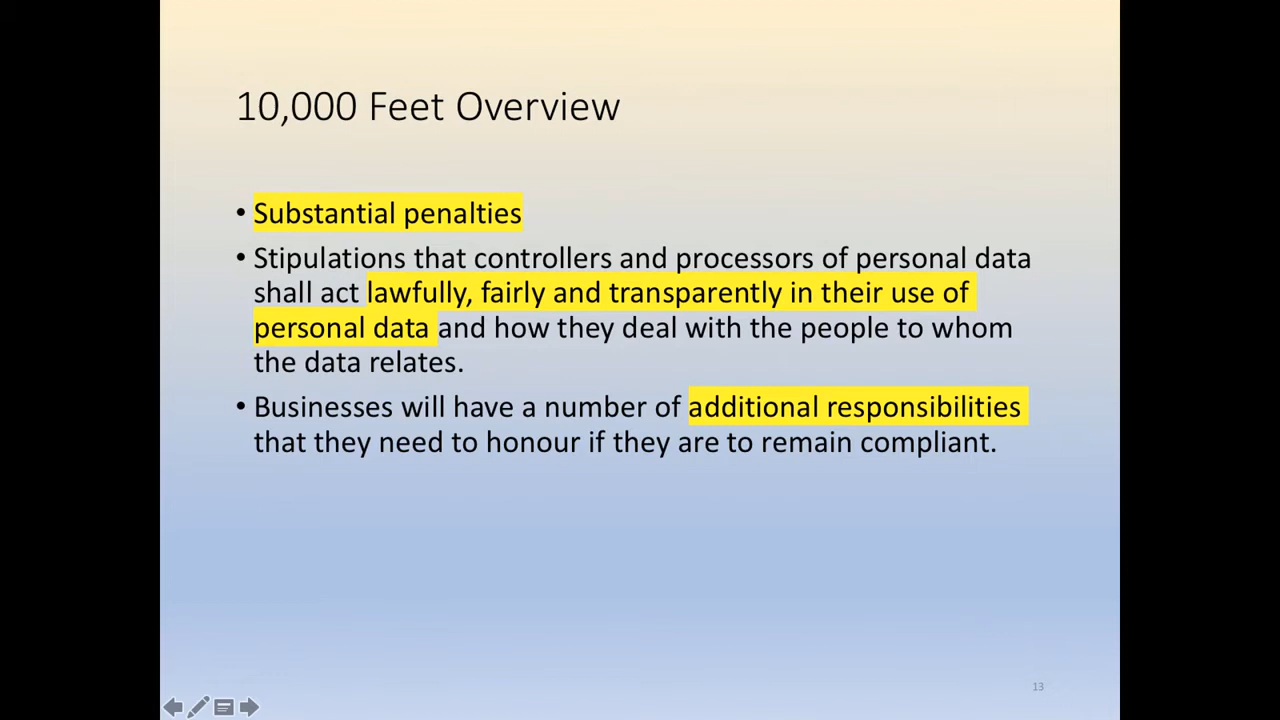 10,000 Feet Overview
• Substantial penalties
• Stipulations that controllers and processors of personal data
shall act lawfully, fairly and transparently in their use of
personal data and how they deal with the people to whom
the data relates.
• Businesses will have a number of additional responsibilities
that they need to honour if they are to remain compliant.
13